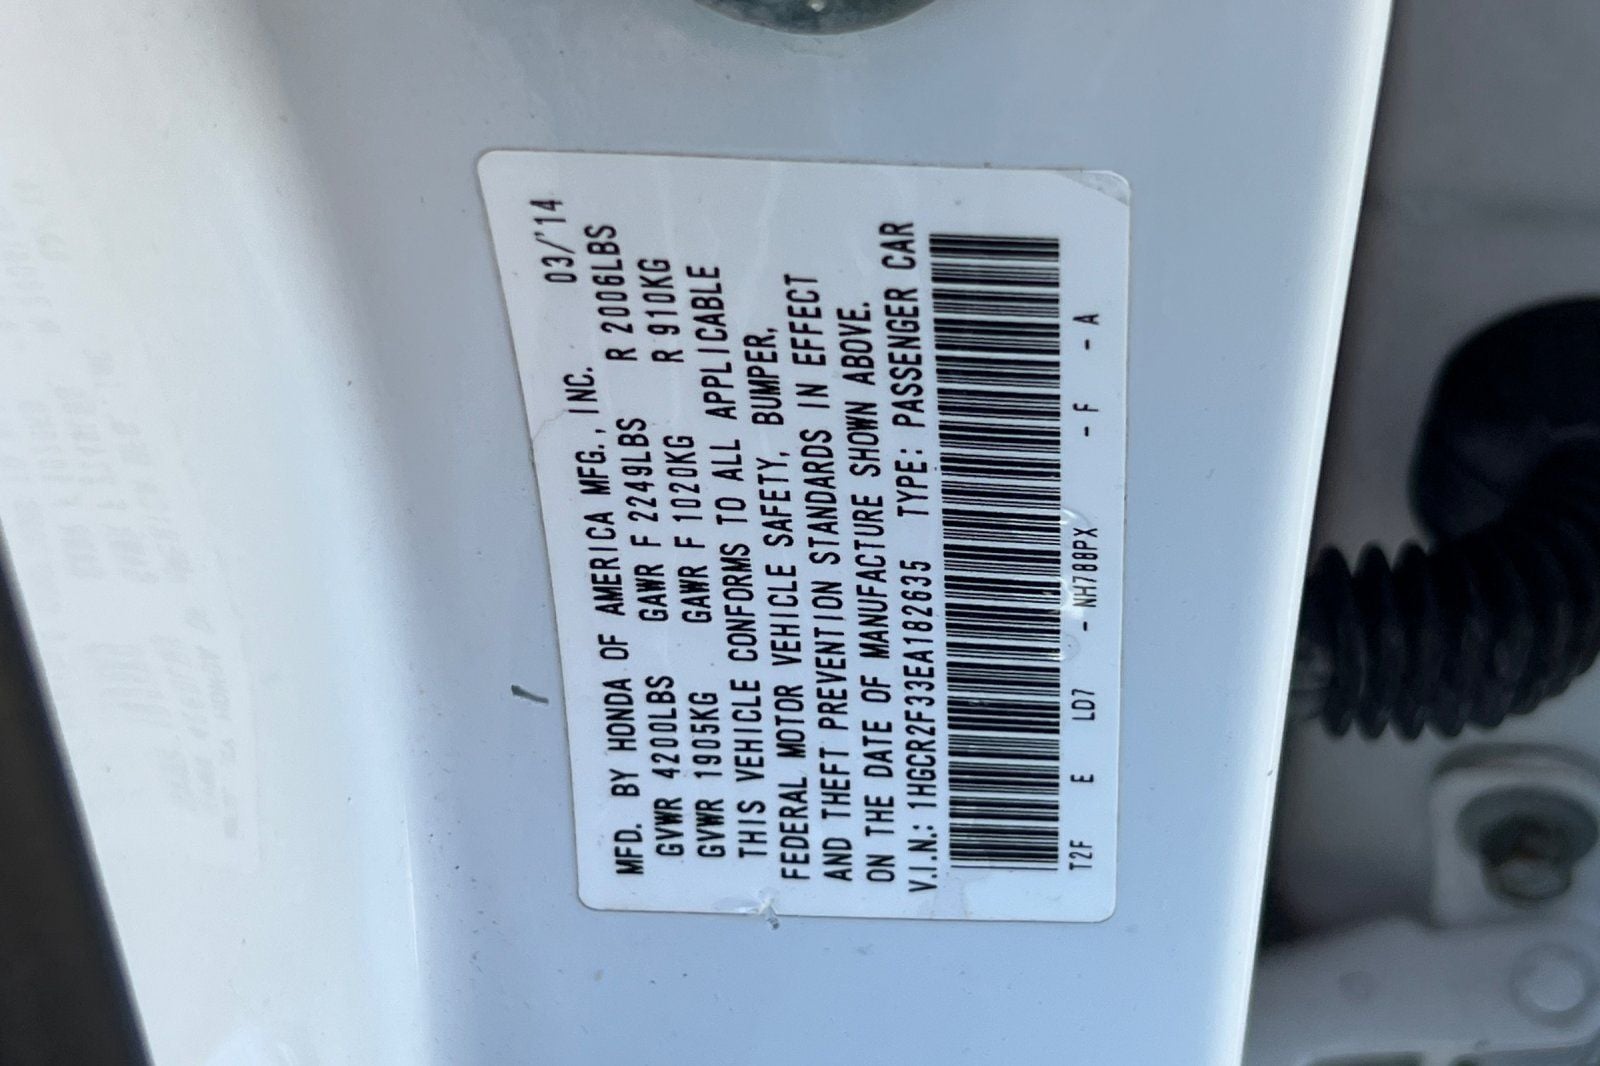 MFD. BY HONDA OF AMERICA MFG., INC. 03/'14
GVWR 4200LBS GAWR F 2249LBS R 2006LBS
GVWR 1905KG GAWR F 1020KG R 910KG
THIS VEHICLE CONFORMS TO ALL APPLICABLE
FEDERAL MOTOR VEHICLE SAFETY, BUMPER,
AND THEFT PREVENTION STANDARDS IN EFFECT
ON THE DATE OF MANUFACTURE SHOWN ABOVE.
V.I.N.: 1HGCR2F33EA182635 TYPE: PASSENGER CAR
T2F E LD7 - NH788PX - F - A